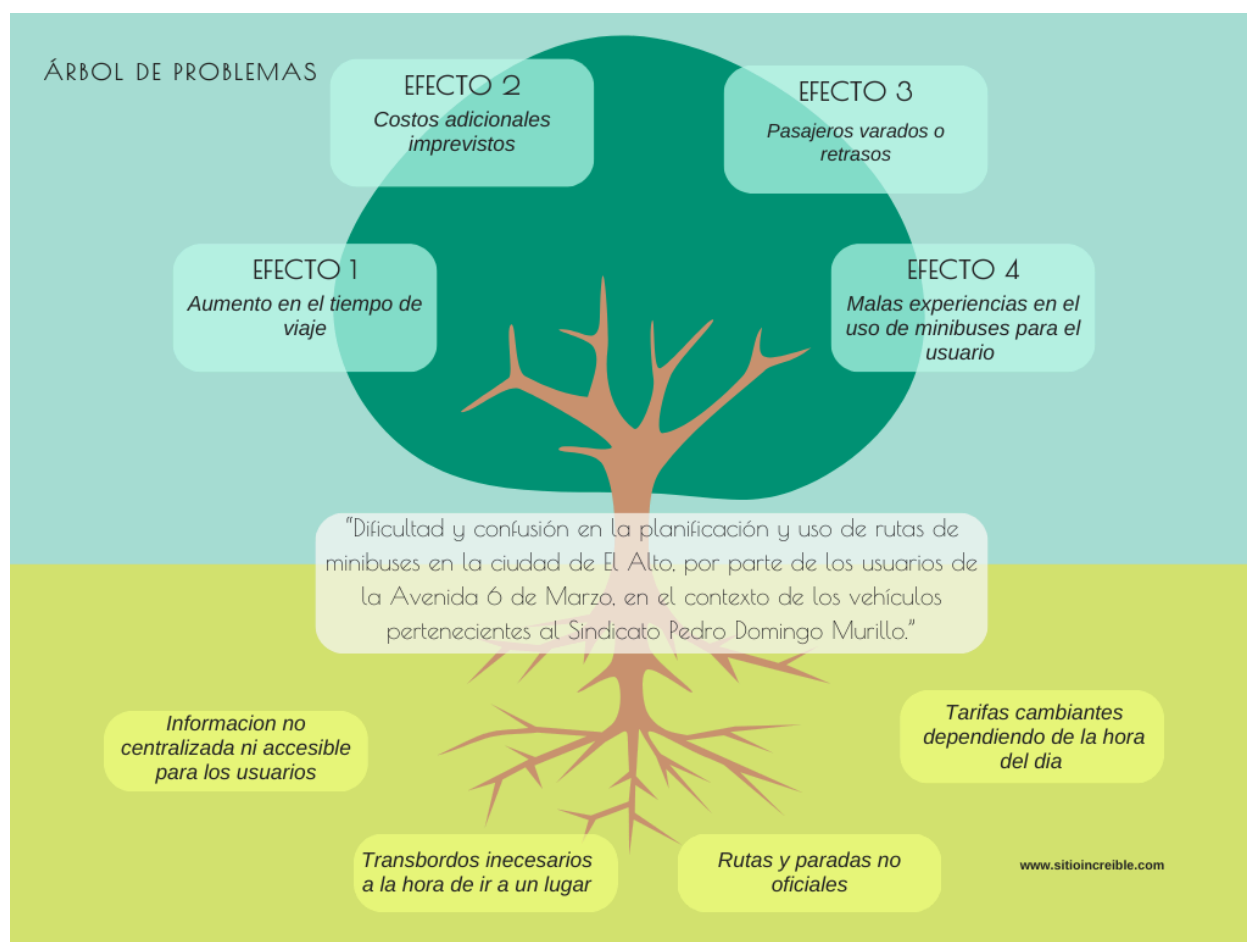 ÁRBOL DE PROBLEMAS
EFECTO 2
Costos adicionales
imprevistos
EFECTO 3
Pasajeros varados o
retrasos
EFECTO 1
Aumento en el tiempo de
viaje
EFECTO 4
Malas experiencias en el
uso de minibuses para el
usuario
"Dificultad y confusión en la planificación y uso de rutas de
minibuses en la ciudad de El Alto, por parte de los usuarios de
la Avenida 6 de Marzo, en el contexto de los vehículos
pertenecientes al Sindicato Pedro Domingo Murillo."
Informacion no
centralizada ni accesible
para los usuarios
Tarifas cambiantes
dependiendo de la hora
del dia
Transbordos inecesarios
a la hora de ir a un lugar
Rutas y paradas no
oficiales
www.sitioincreible.com